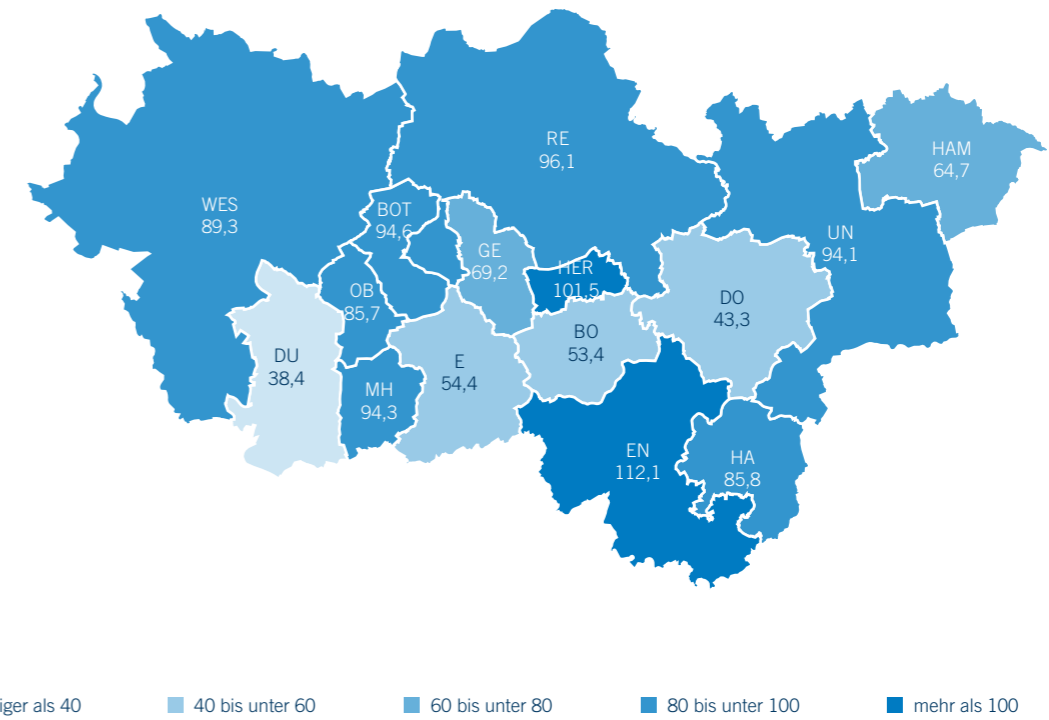 RE
96,1
HAM
64,7
WES
89,3
BOT
94,6
UN
94,1
GE
69,2
HER
101,5
OB
85,7
DO
43,3
BO
53,4
DU
38,4
E
54,4
MH
94,3
EN
112,1
HA
85,8
iger als 40
40 bis unter 60
60 bis unter 80
80 bis unter 100
mehr als 100